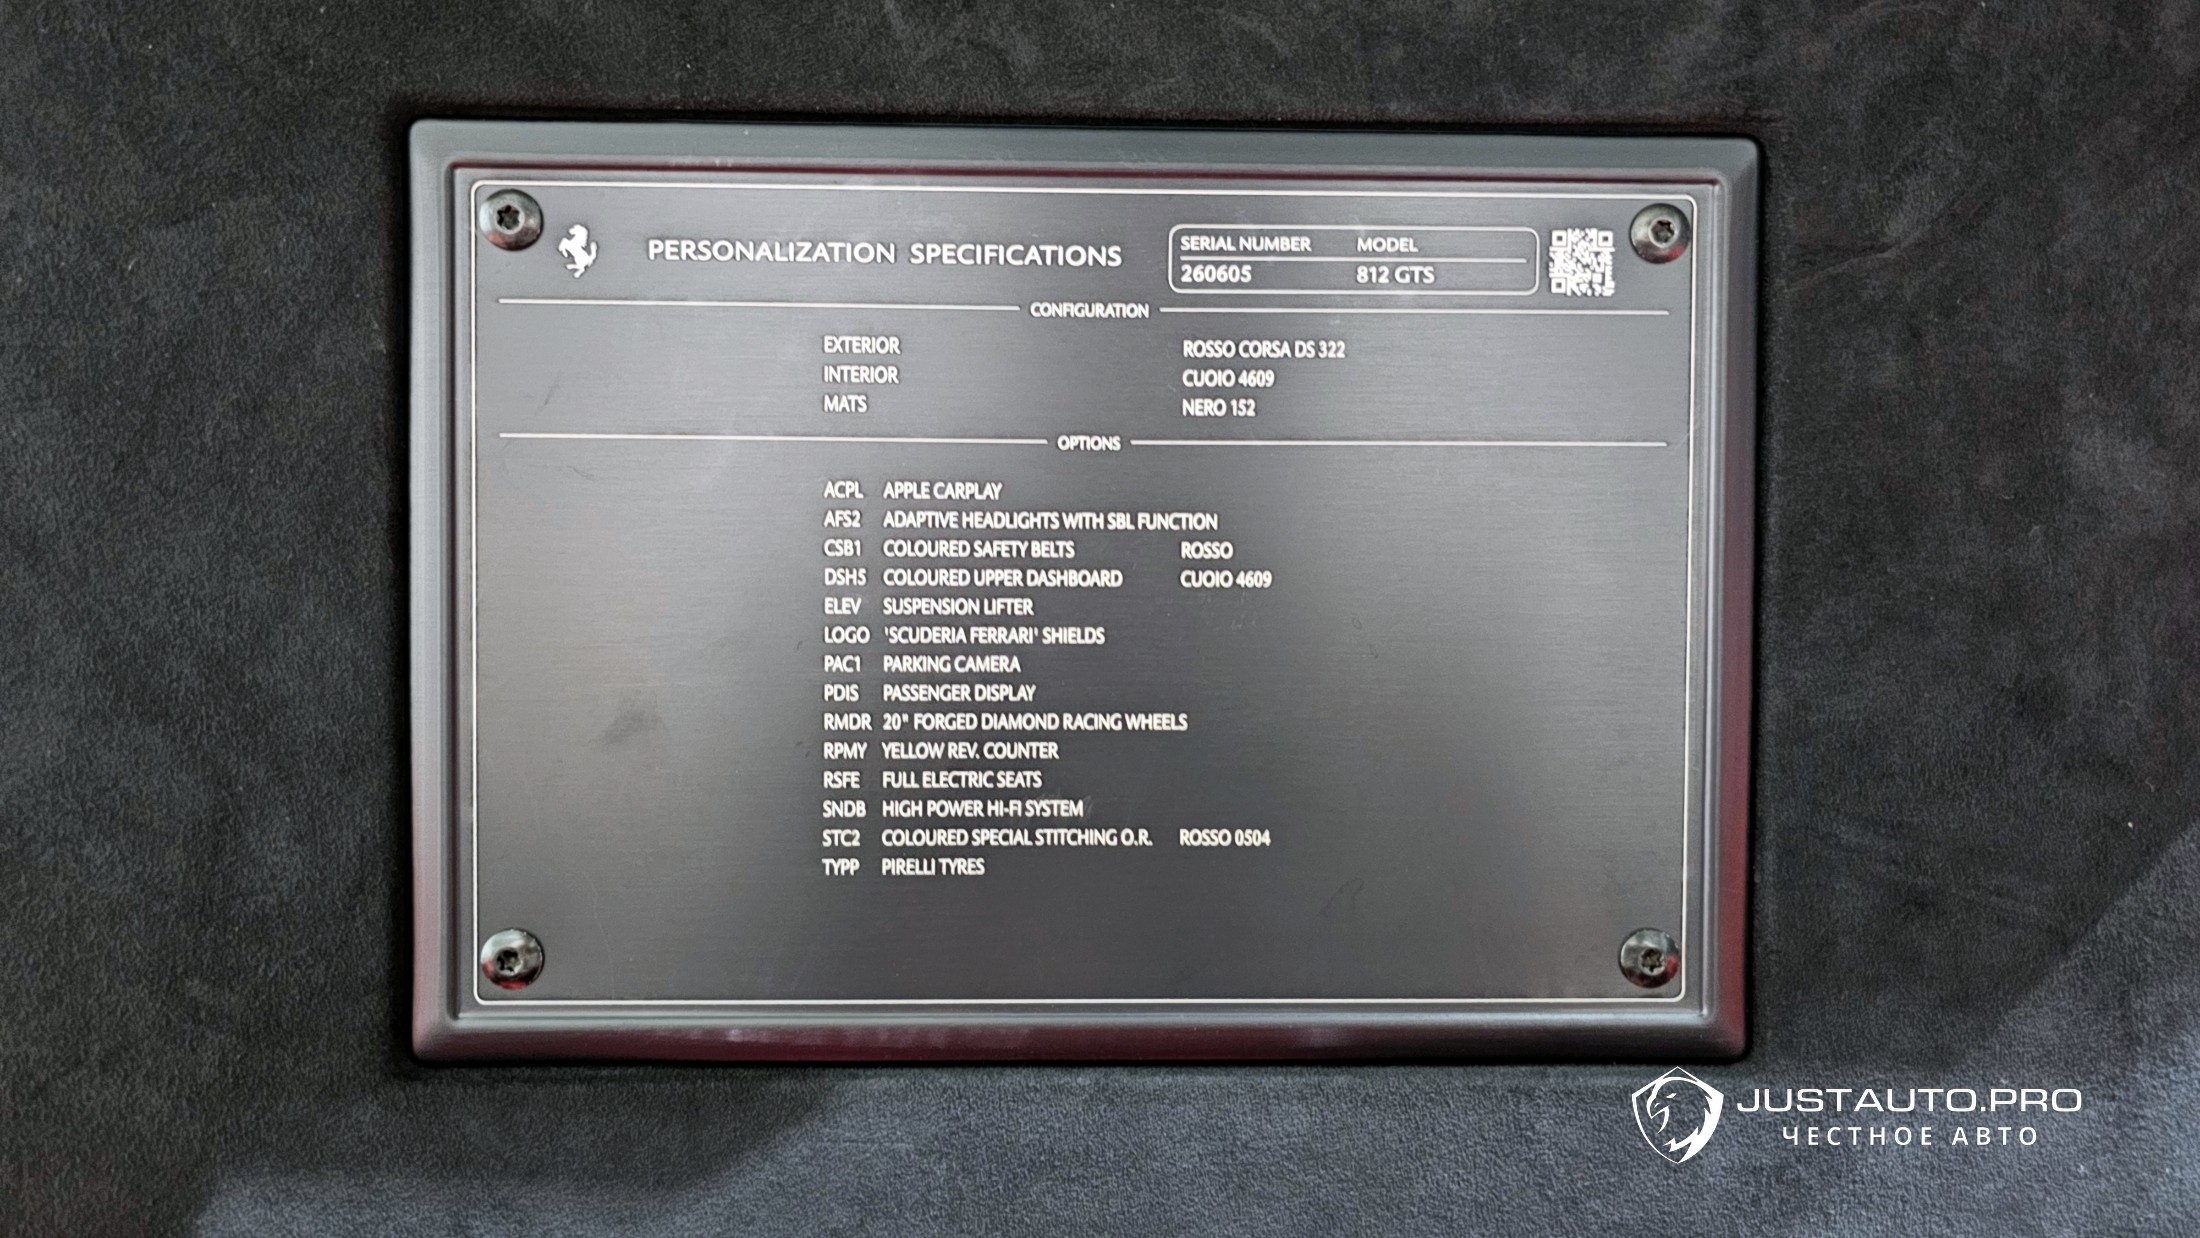 PERSONALIZATION SPECIFICATIONS
SERIAL NUMBER MODEL
260605 812 GTS
CONFIGURATION
EXTERIOR ROSSO CORSA DS 322
INTERIOR CUOIO 4609
MATS NERO 152
OPTIONS
ACPL APPLE CARPLAY
AFS2 ADAPTIVE HEADLIGHTS WITH SBL FUNCTION
CSB1 COLOURED SAFETY BELTS ROSSO
DSH5 COLOURED UPPER DASHBOARD CUOIO 4609
ELEV SUSPENSION LIFTER
LOGO 'SCUDERIA FERRARI' SHIELDS
PAC1 PARKING CAMERA
PDIS PASSENGER DISPLAY
RMDR 20" FORGED DIAMOND RACING WHEELS
RPMY YELLOW REV. COUNTER
RSFE FULL ELECTRIC SEATS
SNDB HIGH POWER HI-FI SYSTEM
STC2 COLOURED SPECIAL STITCHING O.R. ROSSO 0504
TYPP PIRELLI TYRES
JUSTAUTO.PRO
ЧЕСТНОЕ АВТО